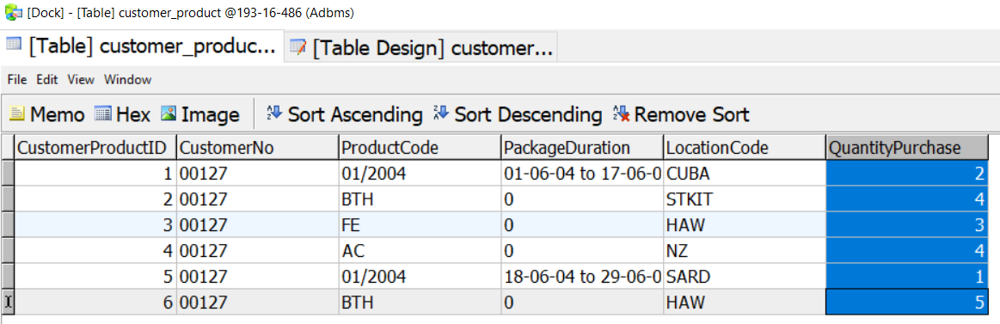 [Dock] - [Table] customer_product @193-16-486 (Adbms)
[Table] customer_produc... [Table Design] customer...
File Edit View Window
Memo Hex Image Sort Ascending Sort Descending Remove Sort
CustomerProductID CustomerNo ProductCode PackageDuration LocationCode QuantityPurchase
1 00127 01/2004 01-06-04 to 17-06-0 CUBA 2
2 00127 BTH 0 STKIT 4
3 00127 FE 0 HAW 3
4 00127 AC 0 NZ 4
5 00127 01/2004 18-06-04 to 29-06-0 SARD 1
6 00127 BTH 0 HAW 5